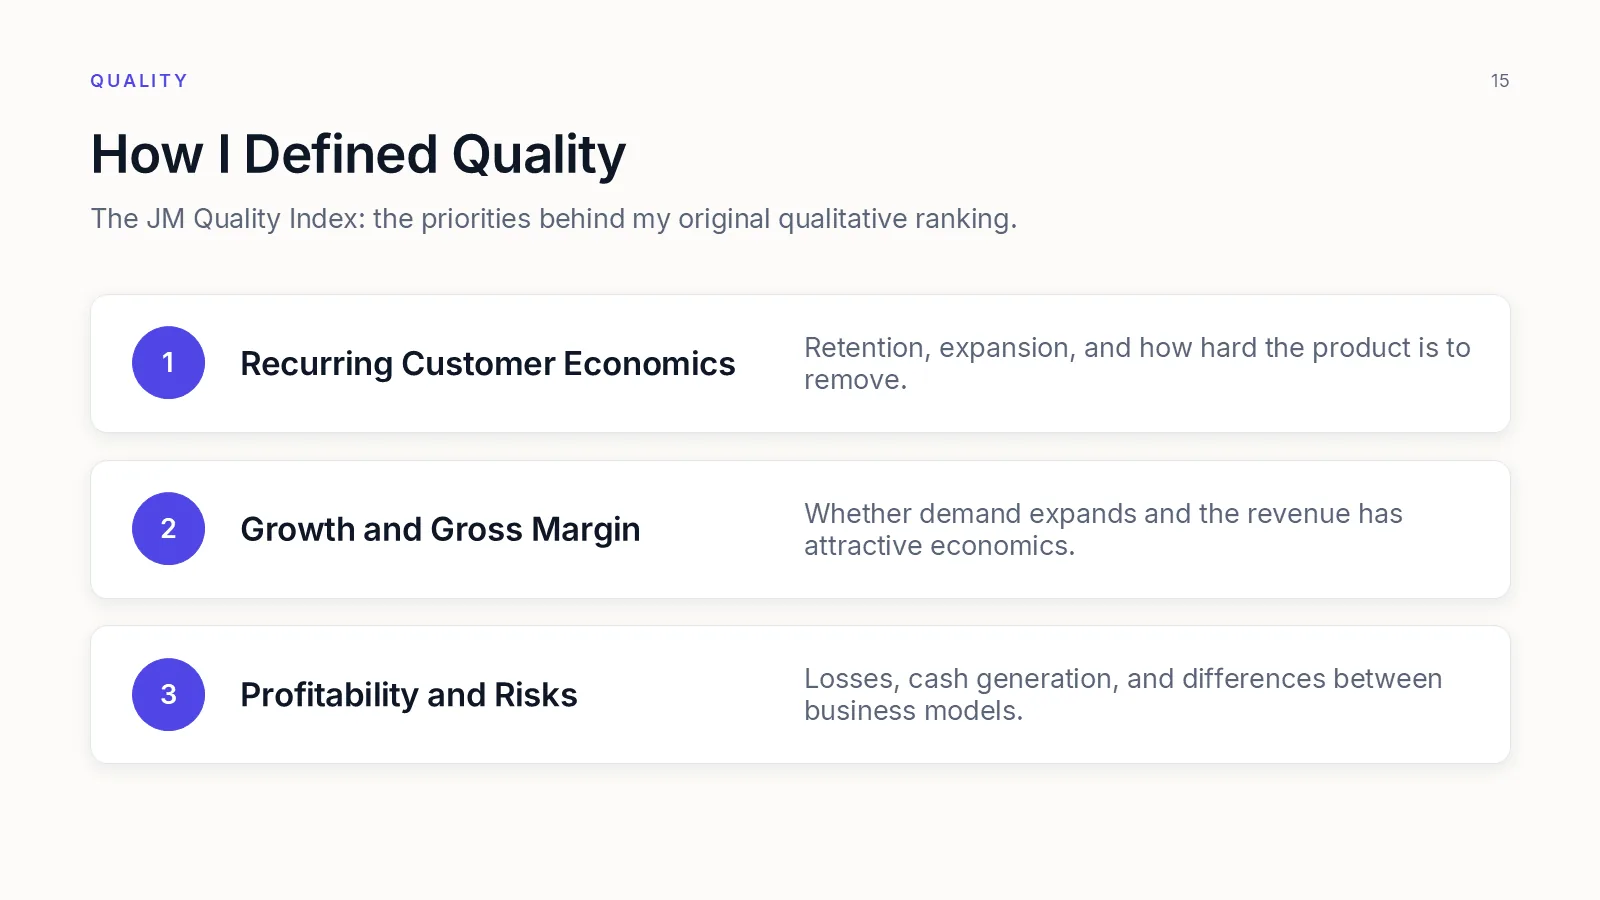 QUALITY
15
How I Defined Quality
The JM Quality Index: the priorities behind my original qualitative ranking.
1
Recurring Customer Economics
Retention, expansion, and how hard the product is to
remove.
2
Growth and Gross Margin
Whether demand expands and the revenue has
attractive economics.
3
Profitability and Risks
Losses, cash generation, and differences between
business models.